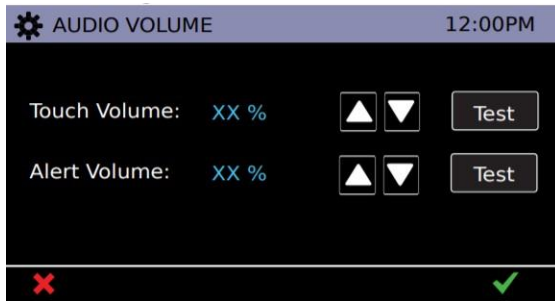 AUDIO VOLUME 12:00PM
Touch Volume: XX % Test
Alert Volume: XX % Test